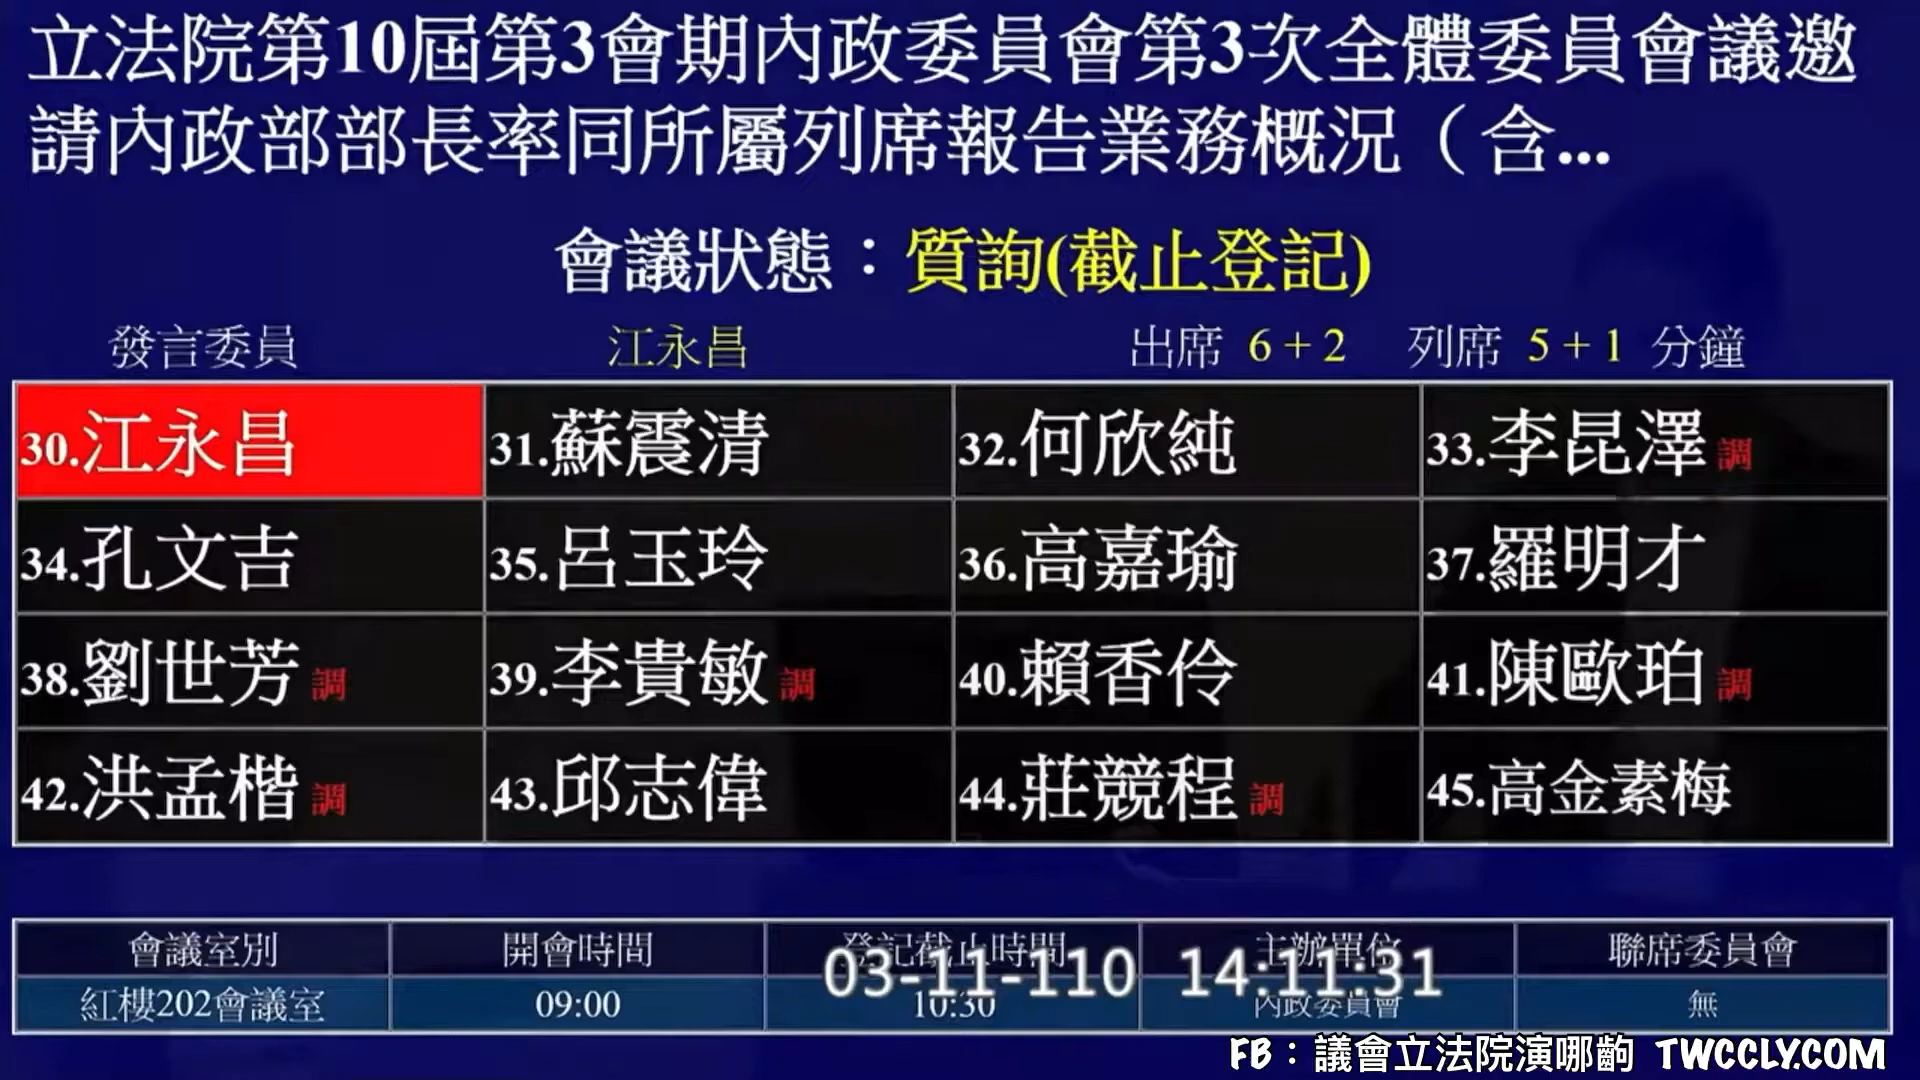 立法院第10屆第3會期內政委員會第3次全體委員會議邀
請內政部部長率同所屬列席報告業務概況（含...
會議狀態：質詢(截止登記)
發言委員 江永昌 出席 6 + 2 列席 5 + 1 分鐘
30.江永昌 31.蘇震清 32.何欣純 33.李昆澤 調
34.孔文吉 35.呂玉玲 36.高嘉瑜 37.羅明才
38.劉世芳 調 39.李貴敏 調 40.賴香伶 41.陳歐珀 調
42.洪孟楷 調 43.邱志偉 44.莊競程 調 45.高金素梅
會議室別 開會時間 登記截止時間 主辦單位 聯席委員會
03-11-110 14:11:31
紅樓202會議室 09:00 10:30 內政委員會 無
FB：議會立法院演哪齣 TWCCLY.COM